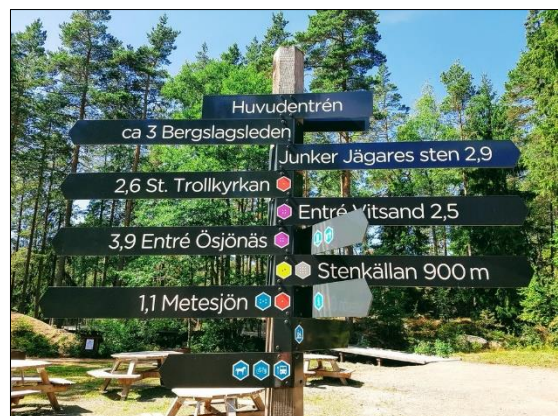 Huvudentrén
ca 3 Bergslagsleden
Junker Jägares sten 2,9
2,6 St. Trollkyrkan
Entré Vitsand 2,5
3,9 Entré Ösjönäs
Stenkällan 900 m
1,1 Metesjön